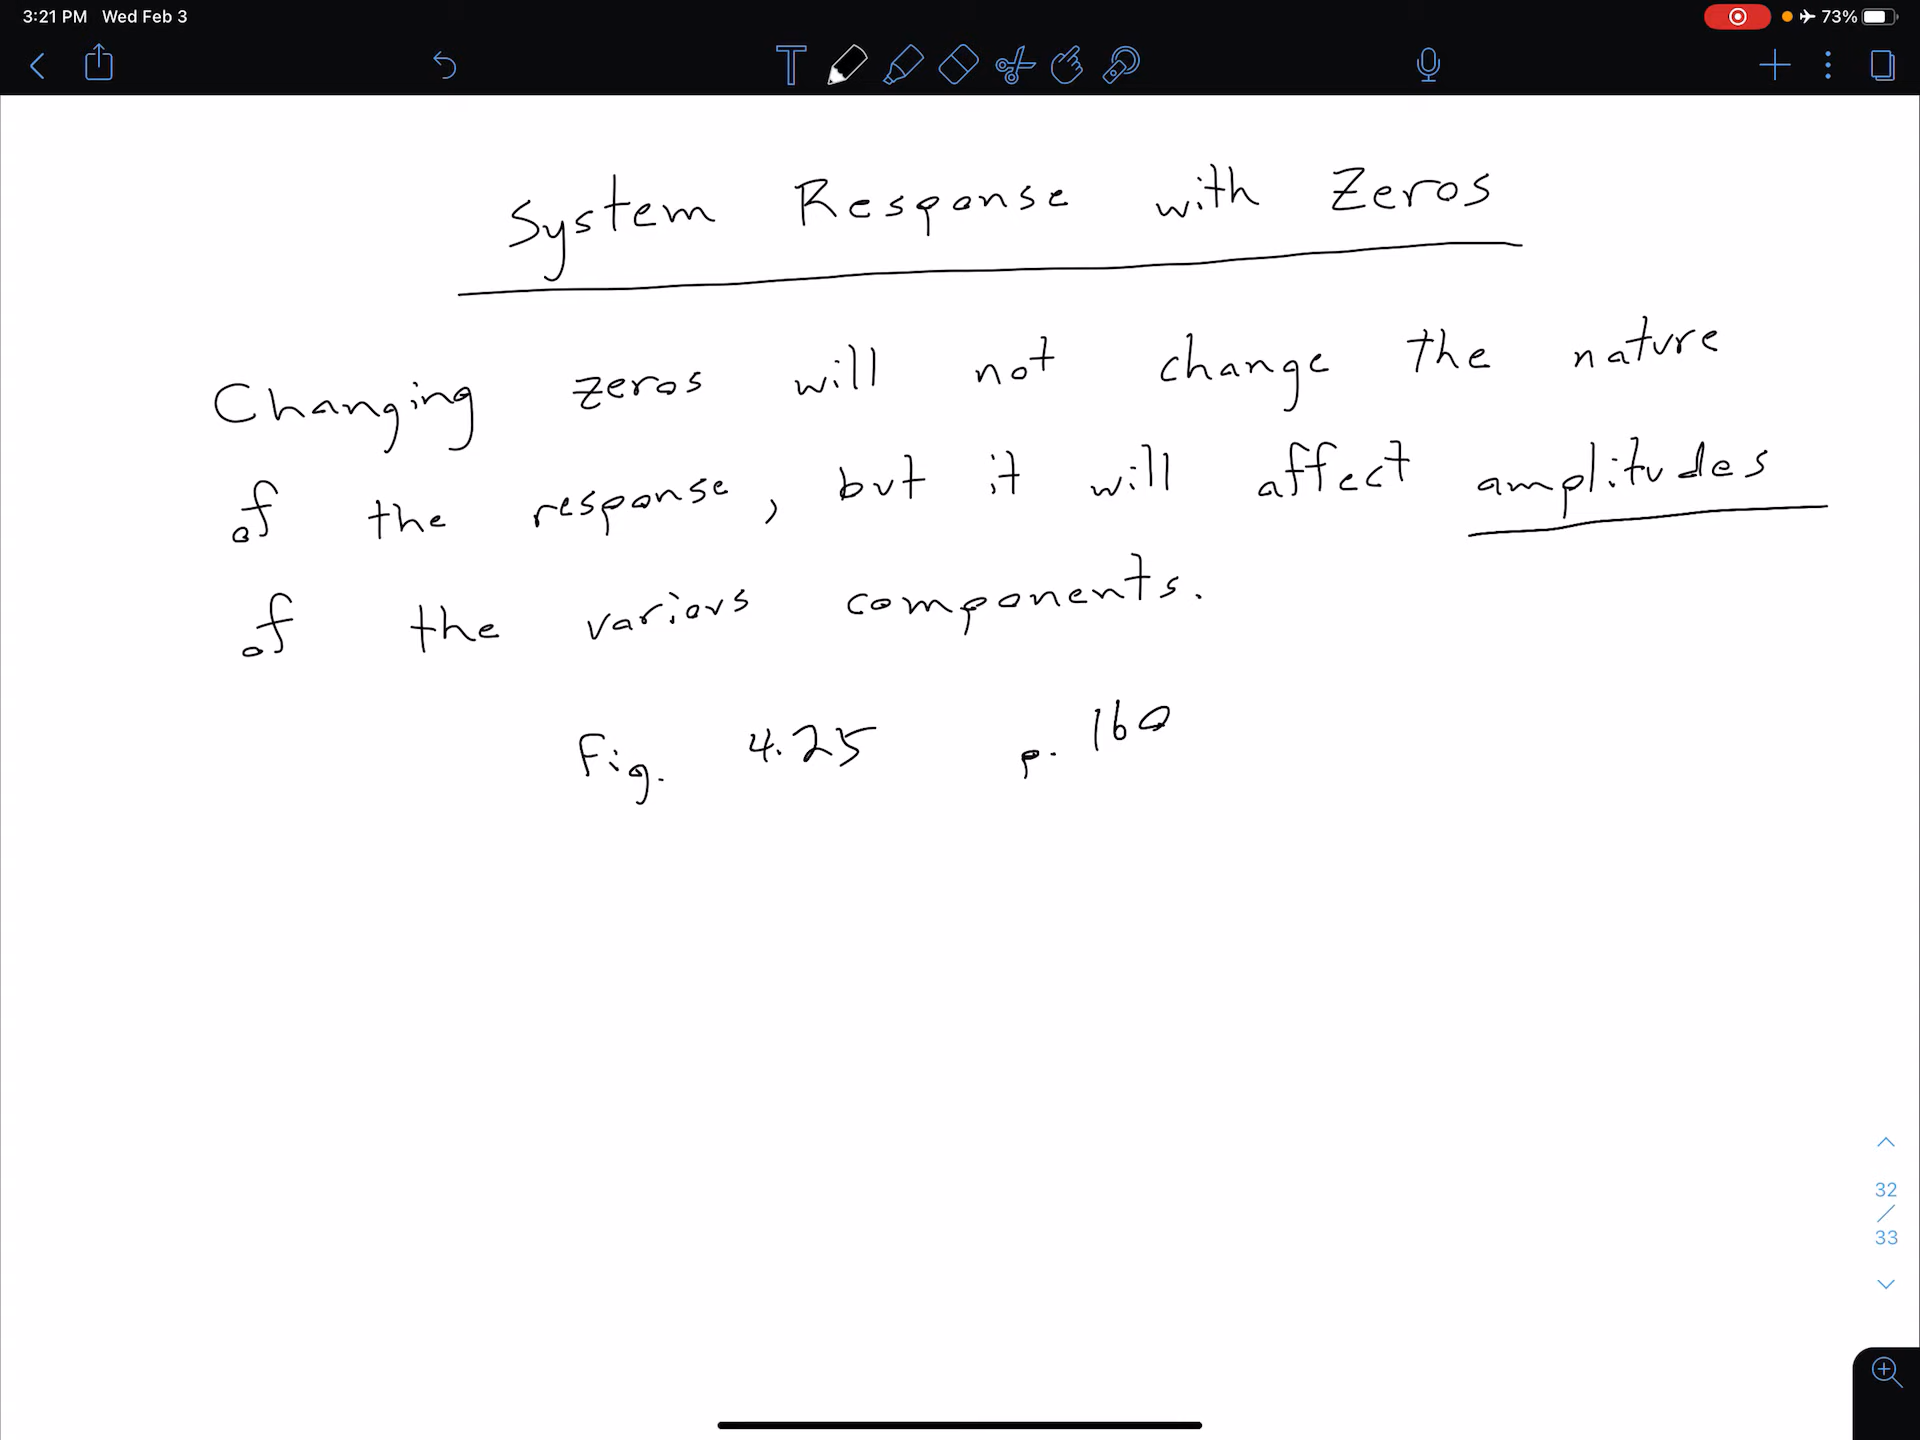 3:21 PM Wed Feb 3
73%
System Response with Zeros
Changing zeros will not change the nature
of the response, but it will affect amplitudes
of the various components.
Fig. 4.25 p. 160
32
/
33